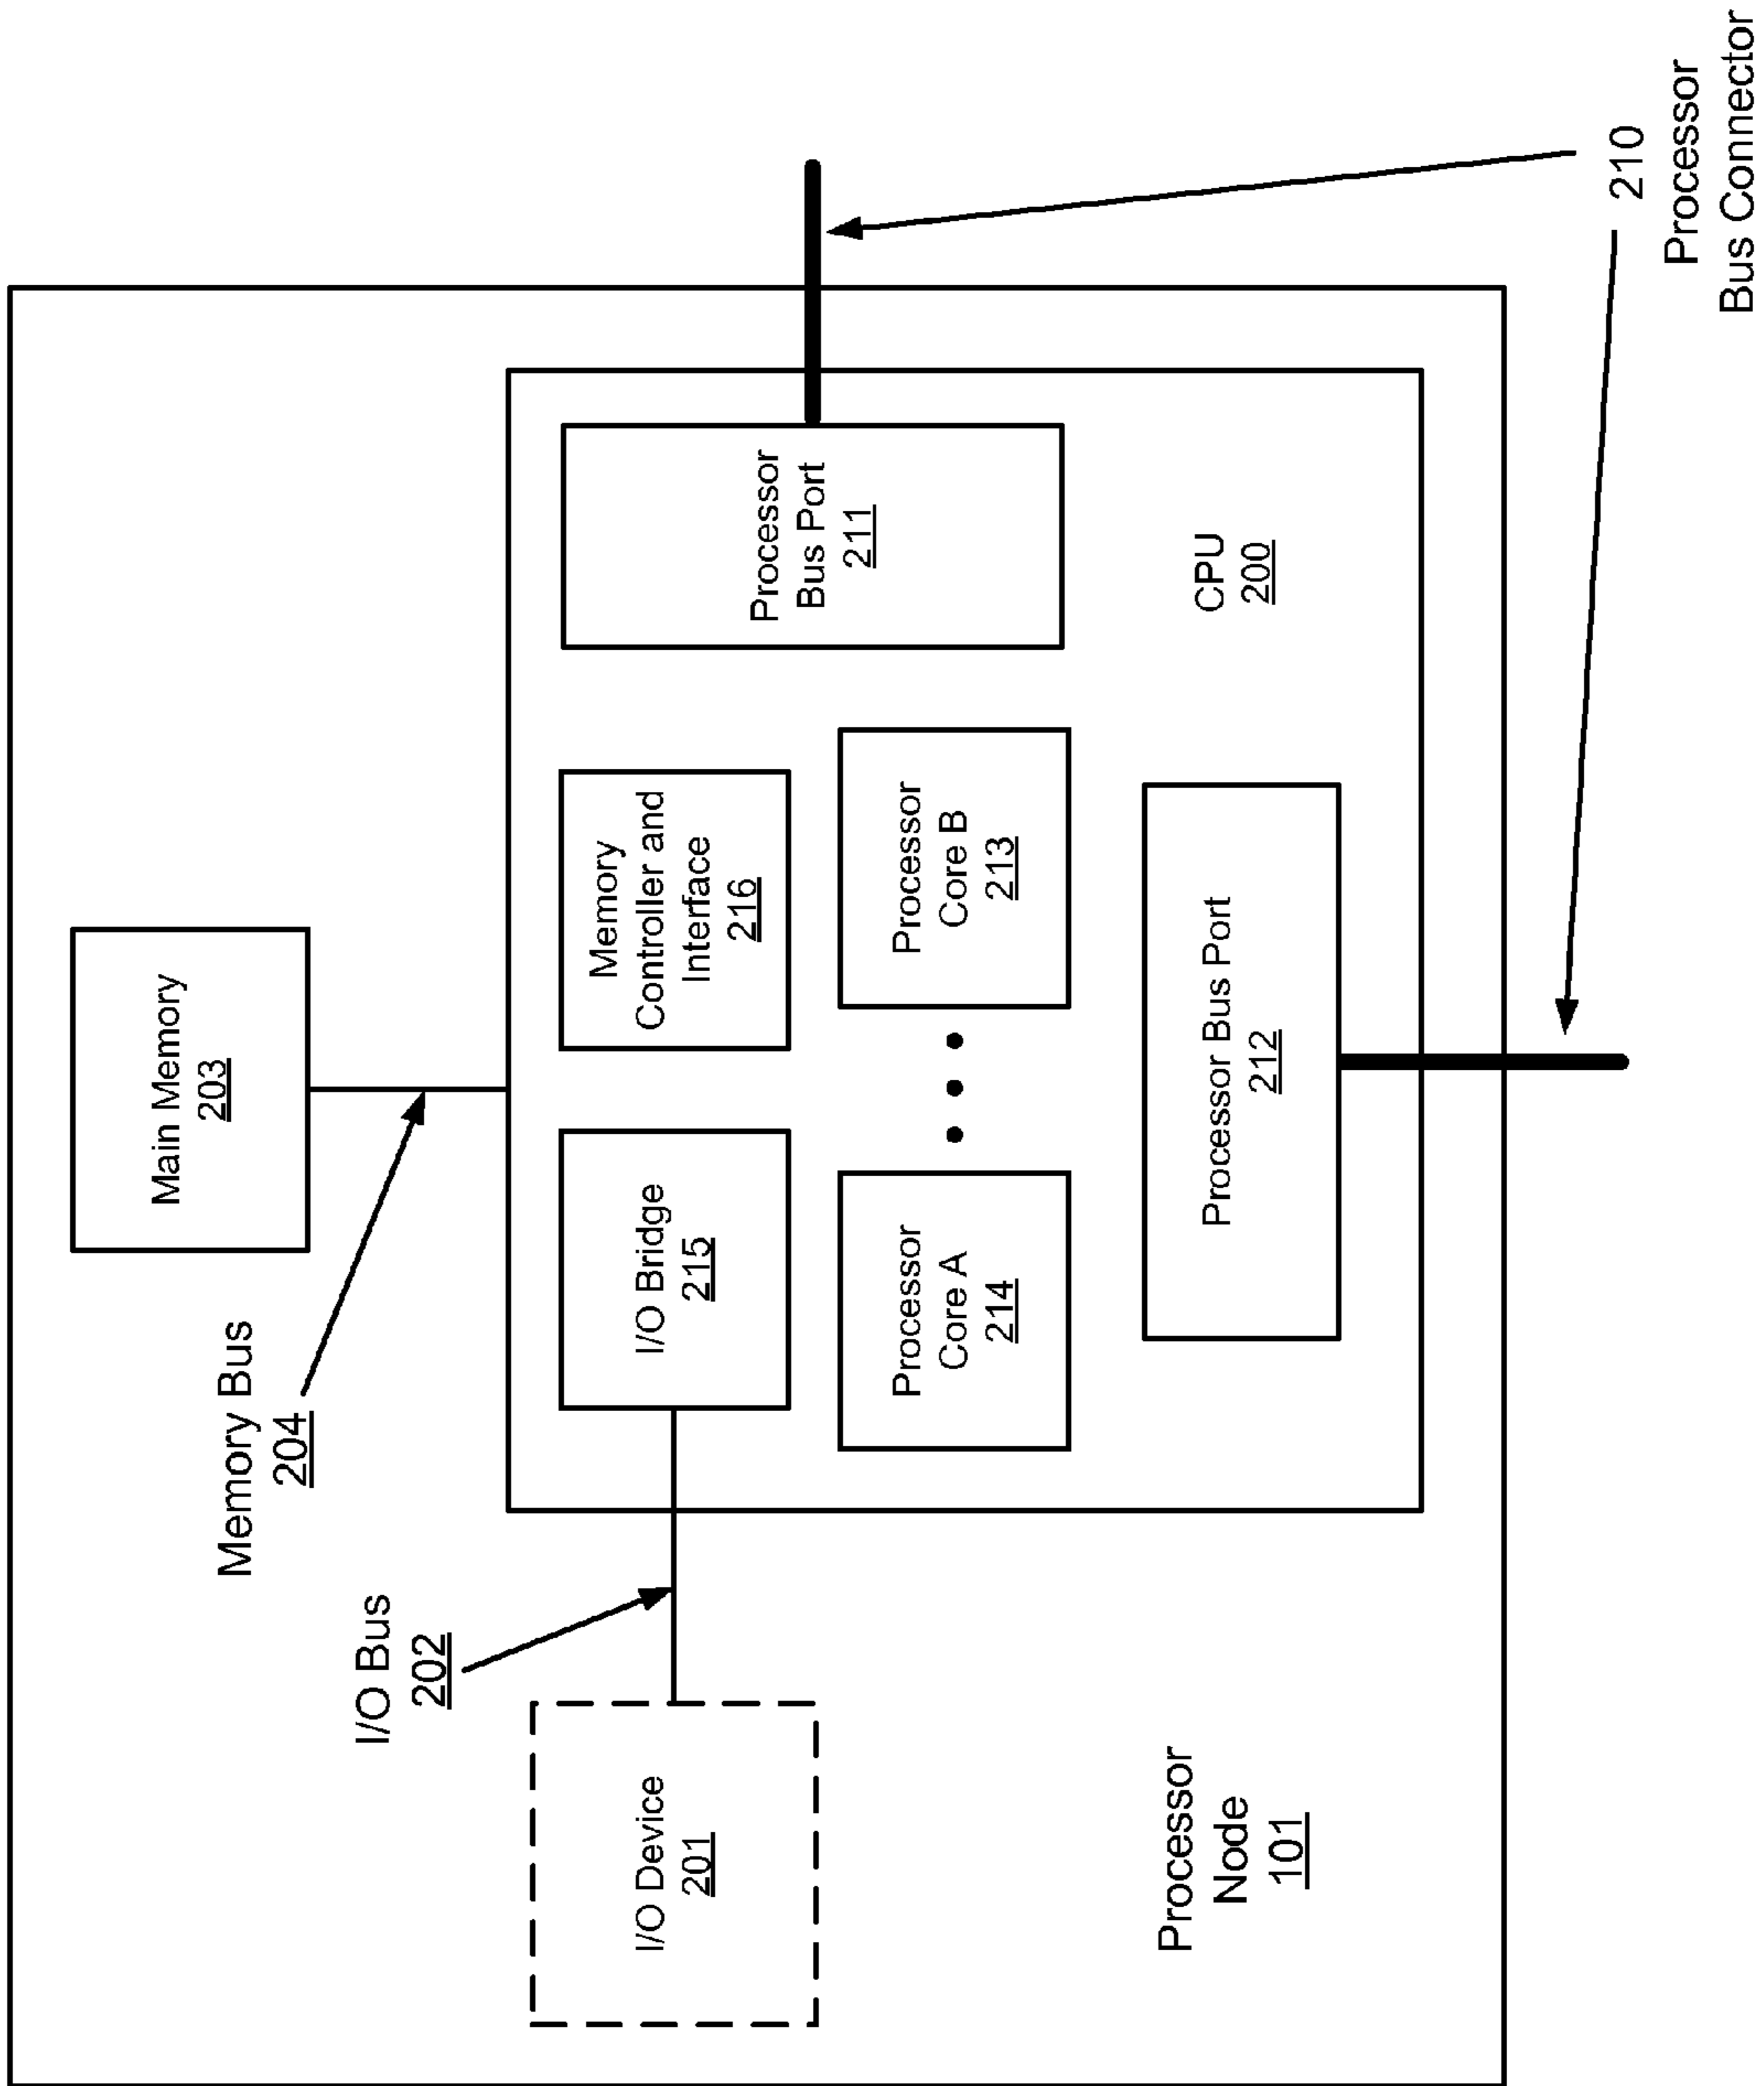 Main Memory
203
Memory Bus
204
I/O Bus
202
I/O Device
201
I/O Bridge
215
Memory
Controller and
Interface
216
Processor
Bus Port
211
Processor
Core A
214
Processor
Core B
213
Processor Bus Port
212
CPU
200
Processor
Node
101
210
Processor
Bus Connector